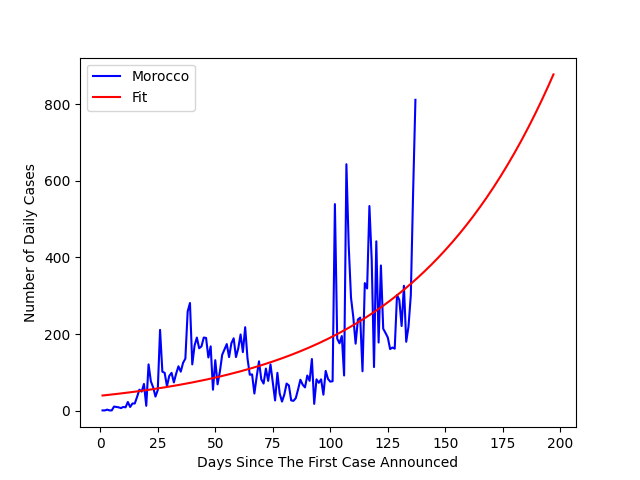 Morocco
Fit
800
600
400
200
0
Number of Daily Cases
0 25 50 75 100 125 150 175 200
Days Since The First Case Announced